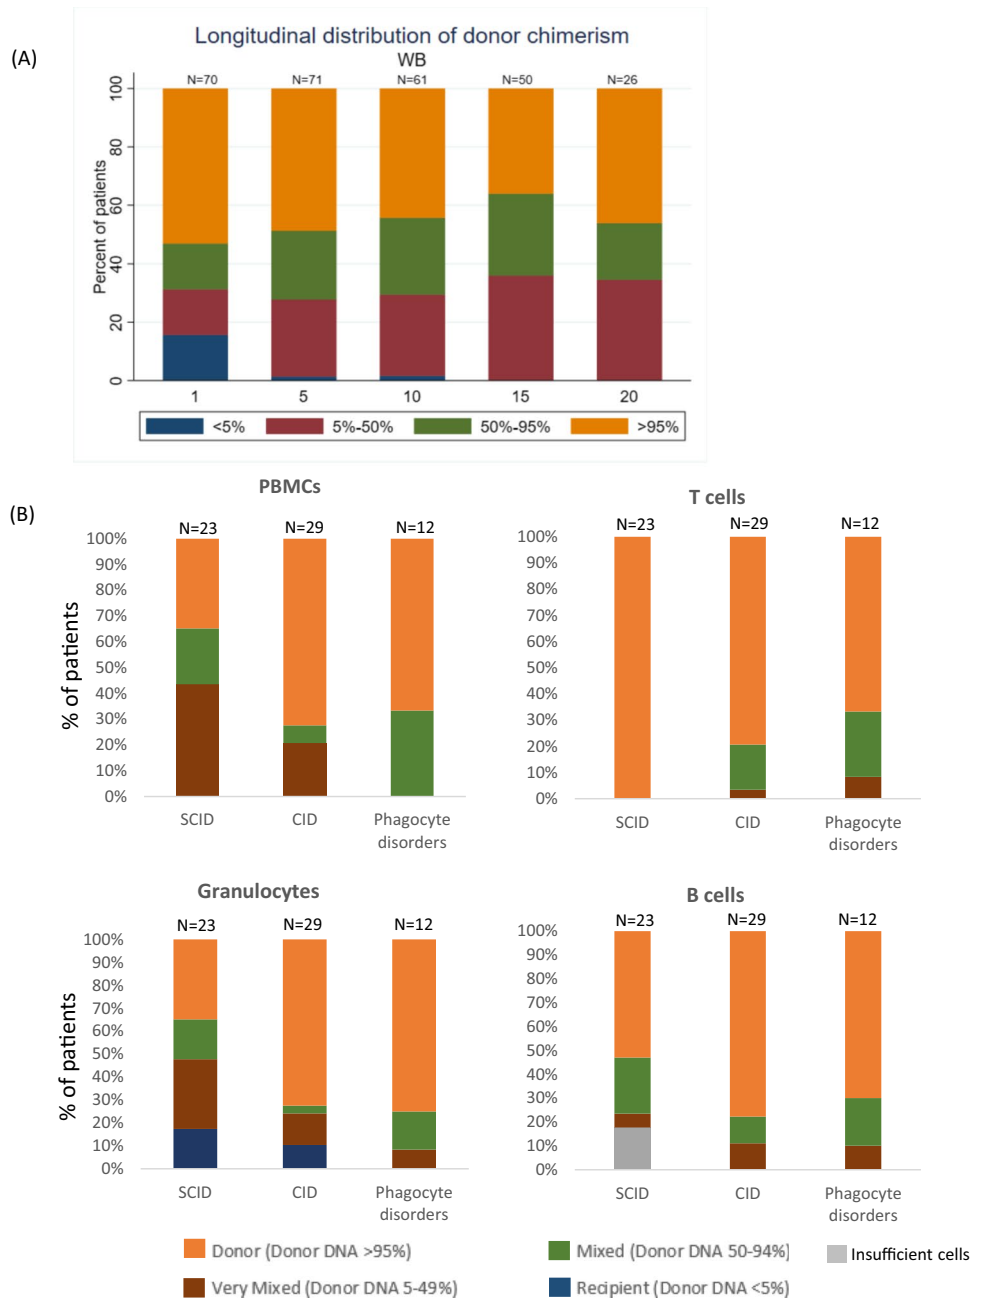 (A)
Longitudinal distribution of donor chimerism
WB
N=70 N=71 N=61 N=50 N=26
Percent of patients
100
80
60
40
20
0
1 5 10 15 20
<5% 5%-50% 50%-95% >95%
(B)
PBMCs
N=23 N=29 N=12
% of patients
100%
90%
80%
70%
60%
50%
40%
30%
20%
10%
0%
SCID CID Phagocyte
disorders
T cells
N=23 N=29 N=12
100%
90%
80%
70%
60%
50%
40%
30%
20%
10%
0%
SCID CID Phagocyte
disorders
Granulocytes
N=23 N=29 N=12
% of patients
100%
90%
80%
70%
60%
50%
40%
30%
20%
10%
0%
SCID CID Phagocyte
disorders
B cells
N=23 N=29 N=12
100%
90%
80%
70%
60%
50%
40%
30%
20%
10%
0%
SCID CID Phagocyte
disorders
Donor (Donor DNA >95%) Mixed (Donor DNA 50-94%) Insufficient cells
Very Mixed (Donor DNA 5-49%) Recipient (Donor DNA <5%)